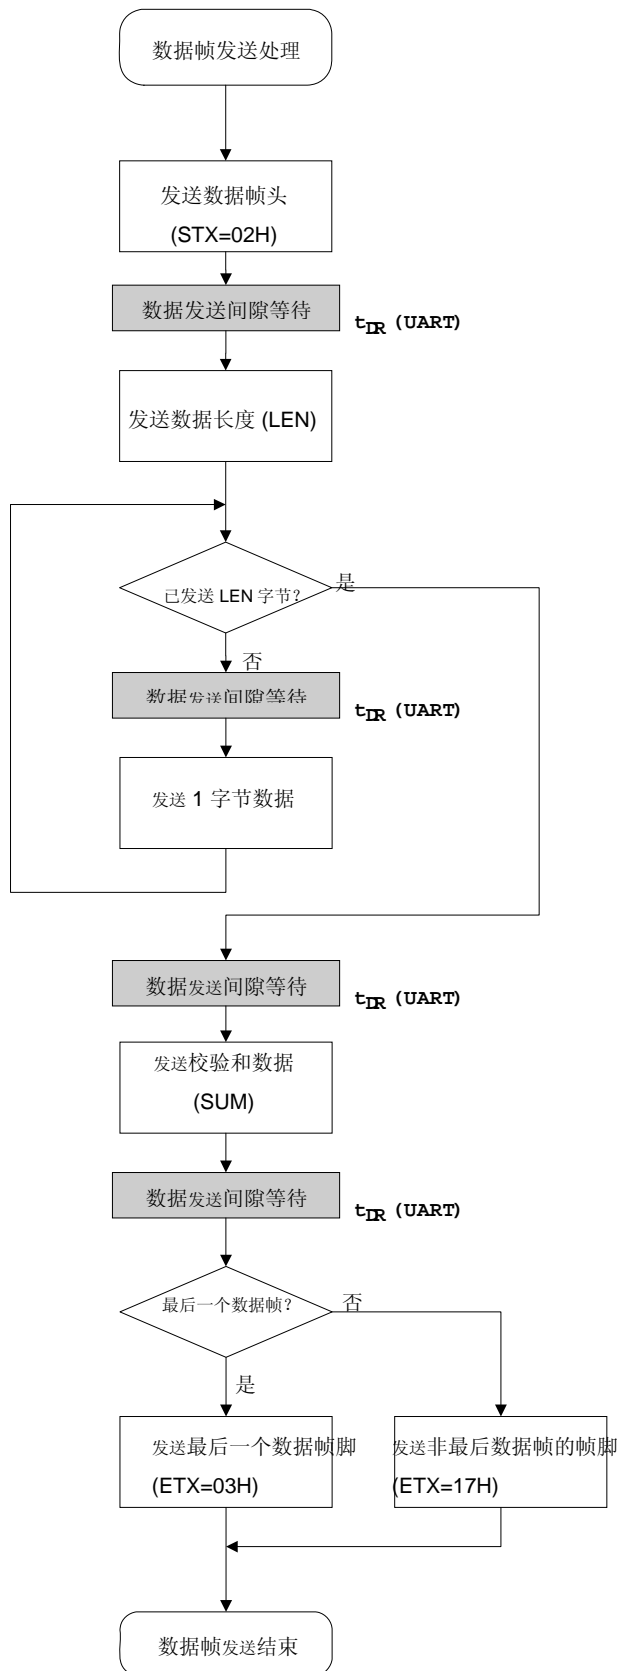 数据帧发送处理
发送数据帧头
(STX=02H)
数据发送间隙等待
tDR (UART)
发送数据长度 (LEN)
已发送 LEN 字节?
是
否
数据发送间隙等待
tDR (UART)
发送 1 字节数据
数据发送间隙等待
tDR (UART)
发送校验和数据
(SUM)
数据发送间隙等待
tDR (UART)
最后一个数据帧?
否
是
发送最后一个数据帧脚
(ETX=03H)
发送非最后数据帧的帧脚
(ETX=17H)
数据帧发送结束